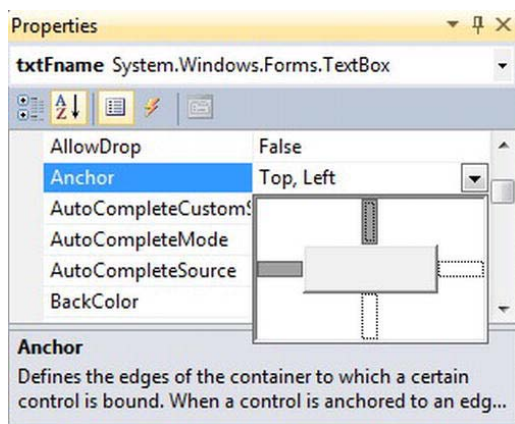 Properties
txtFname System.Windows.Forms.TextBox
AllowDrop False
Anchor Top, Left
AutoCompleteCustomS
AutoCompleteMode
AutoCompleteSource
BackColor
Anchor
Defines the edges of the container to which a certain
control is bound. When a control is anchored to an edg...